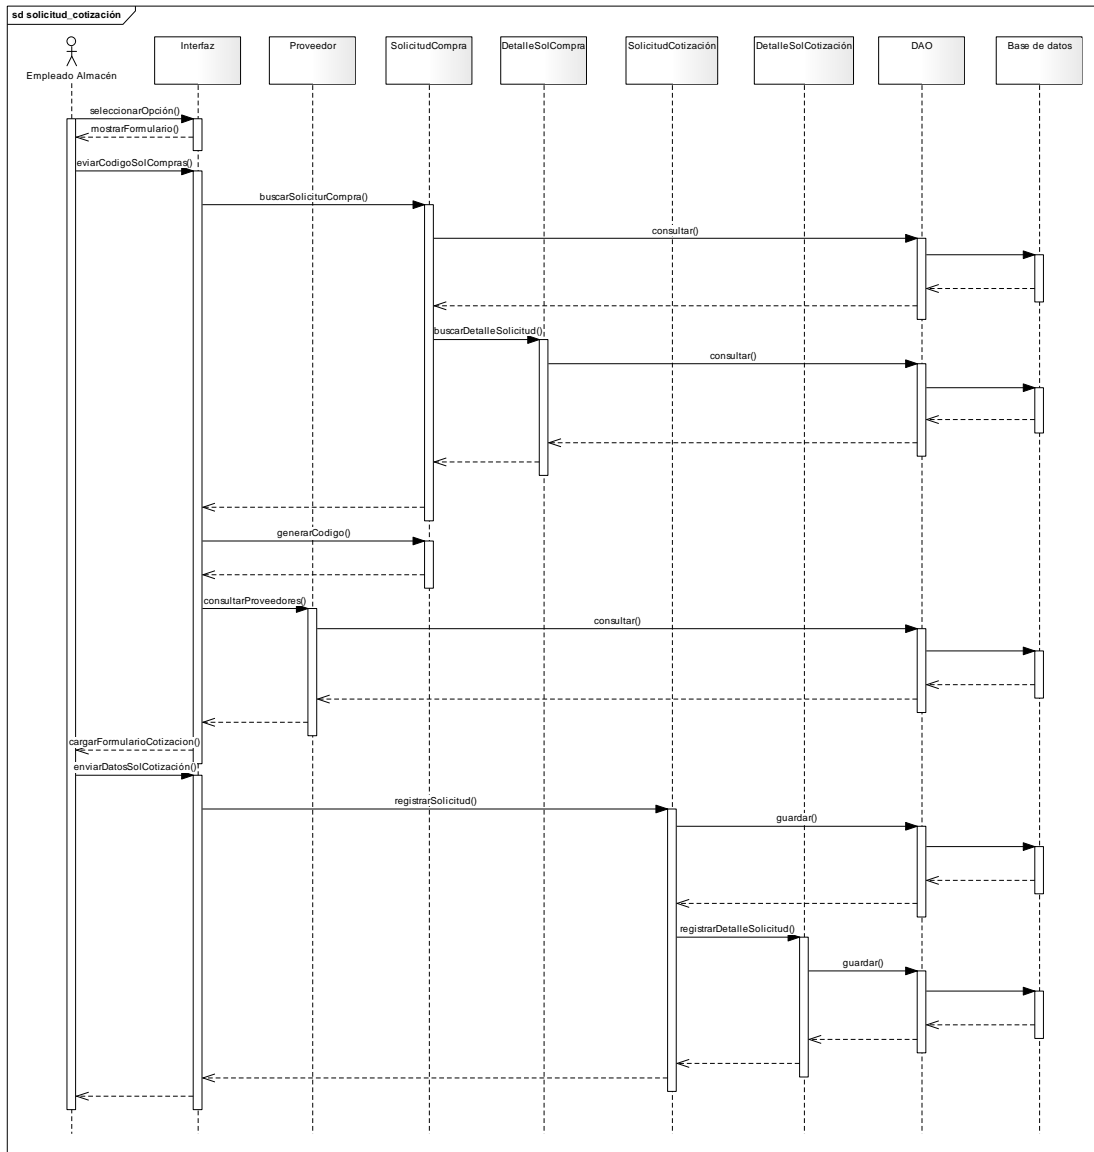 sd solicitud_cotización
Empleado Almacén
Interfaz
Proveedor
SolicitudCompra
DetalleSolCompra
SolicitudCotización
DetalleSolCotización
DAO
Base de datos
seleccionarOpción()
mostrarFormulario()
eviarCodigoSolCompras()
buscarSoliciturCompra()
consultar()
buscarDetalleSolicitud()
consultar()
generarCodigo()
consultarProveedores()
consultar()
cargarFormularioCotizacion()
enviarDatosSolCotización()
registrarSolicitud()
guardar()
registrarDetalleSolicitud()
guardar()